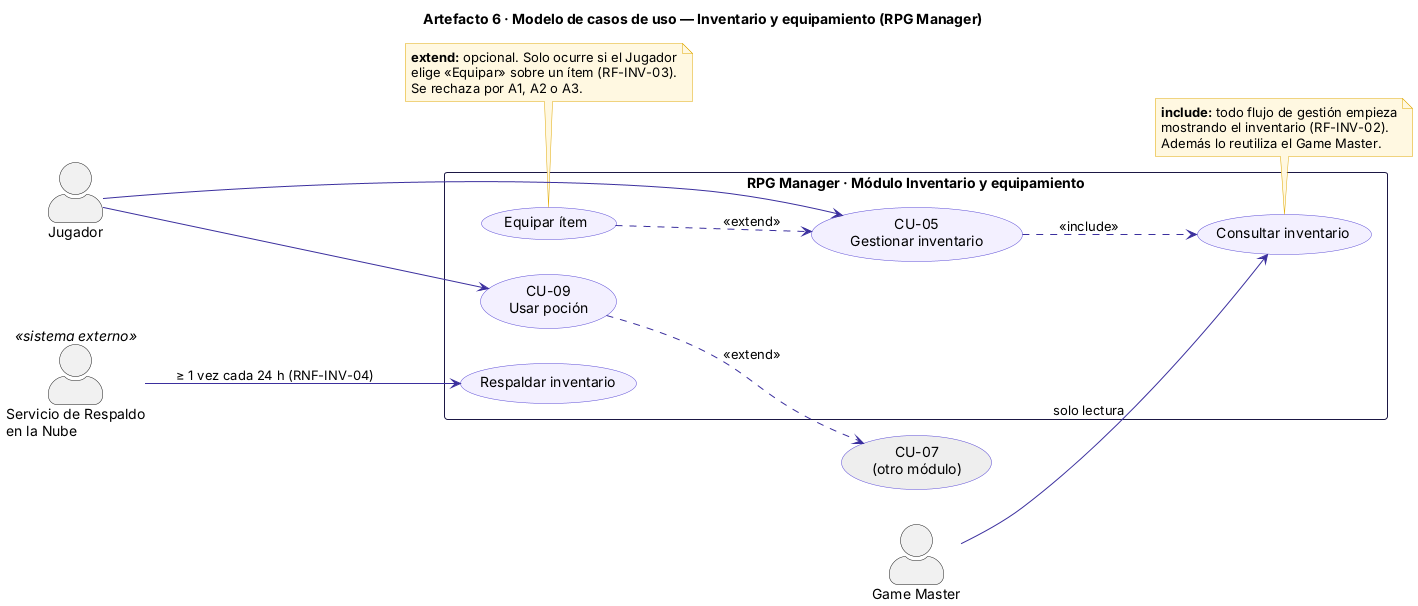 Artefacto 6 · Modelo de casos de uso — Inventario y equipamiento (RPG Manager)
extend: opcional. Solo ocurre si el Jugador
elige «Equipar» sobre un ítem (RF-INV-03).
Se rechaza por A1, A2 o A3.
include: todo flujo de gestión empieza
mostrando el inventario (RF-INV-02).
Además lo reutiliza el Game Master.
RPG Manager · Módulo Inventario y equipamiento
Jugador
Equipar ítem
«extend»
CU-05
Gestionar inventario
«include»
Consultar inventario
CU-09
Usar poción
«sistema externo»
Servicio de Respaldo
en la Nube
≥ 1 vez cada 24 h (RNF-INV-04)
Respaldar inventario
«extend»
solo lectura
CU-07
(otro módulo)
Game Master